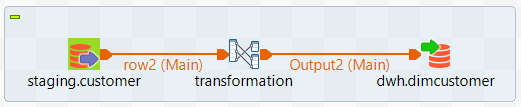 row2 (Main)
Output2 (Main)
staging.customer
transformation
dwh.dimcustomer